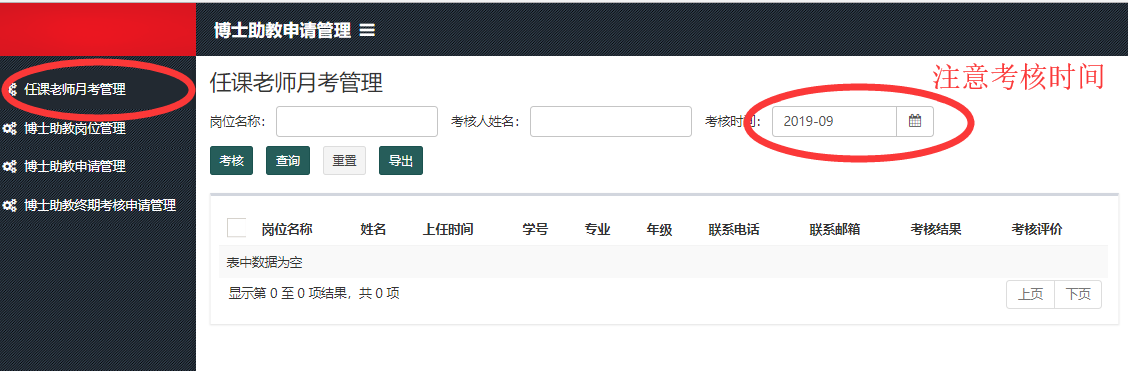 博士助教申请管理
任课老师月考管理
博士助教岗位管理
博士助教申请管理
博士助教终期考核申请管理
任课老师月考管理
注意考核时间
岗位名称： 考核人姓名： 考核时间： 2019-09
考核 查询 重置 导出
岗位名称 姓名 上任时间 学号 专业 年级 联系电话 联系邮箱 考核结果 考核评价
表中数据为空
显示第 0 至 0 项结果，共 0 项 上页 下页